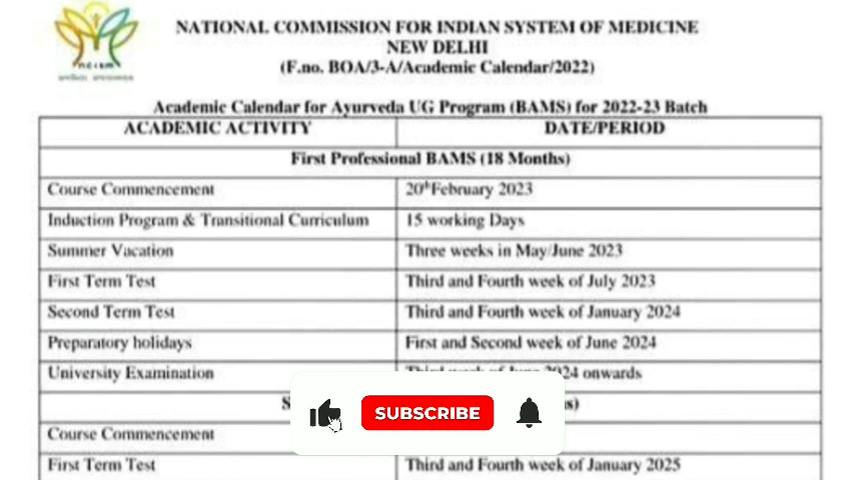 NATIONAL COMMISSION FOR INDIAN SYSTEM OF MEDICINE
NEW DELHI
(F.no. BOA/3-A/Academic Calendar/2022)
ncism
Academic Calendar for Ayurveda UG Program (BAMS) for 2022-23 Batch
ACADEMIC ACTIVITY DATE/PERIOD
First Professional BAMS (18 Months)
Course Commencement 20th February 2023
Induction Program & Transitional Curriculum 15 working Days
Summer Vacation Three weeks in May/June 2023
First Term Test Third and Fourth week of July 2023
Second Term Test Third and Fourth week of January 2024
Preparatory holidays First and Second week of June 2024
University Examination Third week of June 2024 onwards
SUBSCRIBE
Course Commencement
First Term Test Third and Fourth week of January 2025